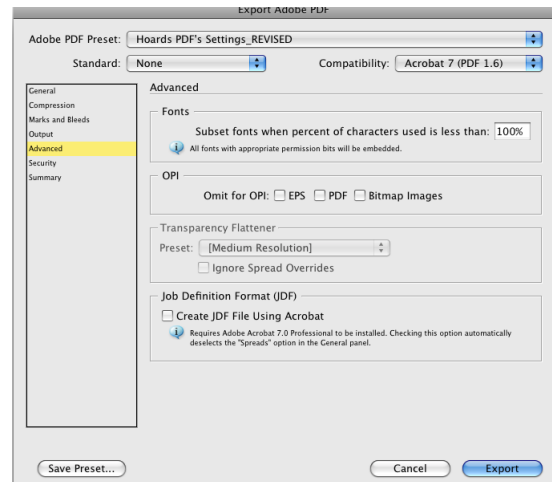 Export Adobe PDF
Adobe PDF Preset: Hoards PDF's Settings_REVISED
Standard: None Compatibility: Acrobat 7 (PDF 1.6)
General
Compression
Marks and Bleeds
Output
Advanced
Security
Summary
Advanced
Fonts
Subset fonts when percent of characters used is less than: 100%
All fonts with appropriate permission bits will be embedded.
OPI
Omit for OPI: EPS PDF Bitmap Images
Transparency Flattener
Preset: [Medium Resolution]
Ignore Spread Overrides
Job Definition Format (JDF)
Create JDF File Using Acrobat
Requires Adobe Acrobat 7.0 Professional to be installed. Checking this option automatically
deselects the "Spreads" option in the General panel.
Save Preset... Cancel Export